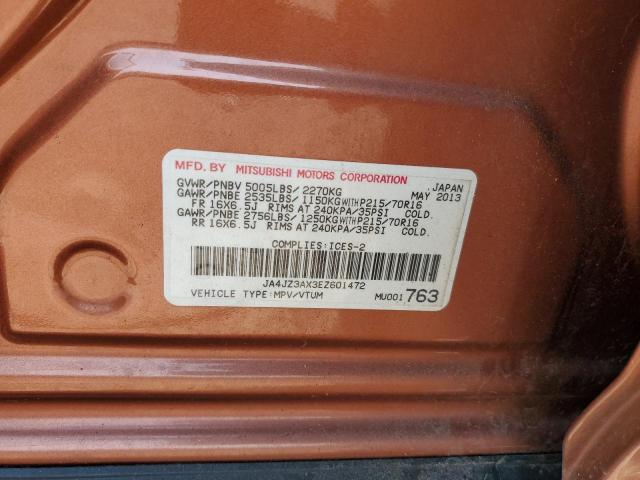 MFD. BY MITSUBISHI MOTORS CORPORATION
GVWR/PNBV 5005LBS/ 2270KG ,JAPAN
GAWR/PNBE 2535LBS/ 1150KG WITH P215/70R16 MAY 2013
FR 16X6.5J RIMS AT 240KPA/35PSI COLD.
GAWR/PNBE 2756LBS/ 1250KG WITH P215/70R16
RR 16X6.5J RIMS AT 240KPA/35PSI COLD.
COMPLIES:ICES-2
JA4JZ3AX3EZ601472
VEHICLE TYPE:MPV/VTUM MU001 763